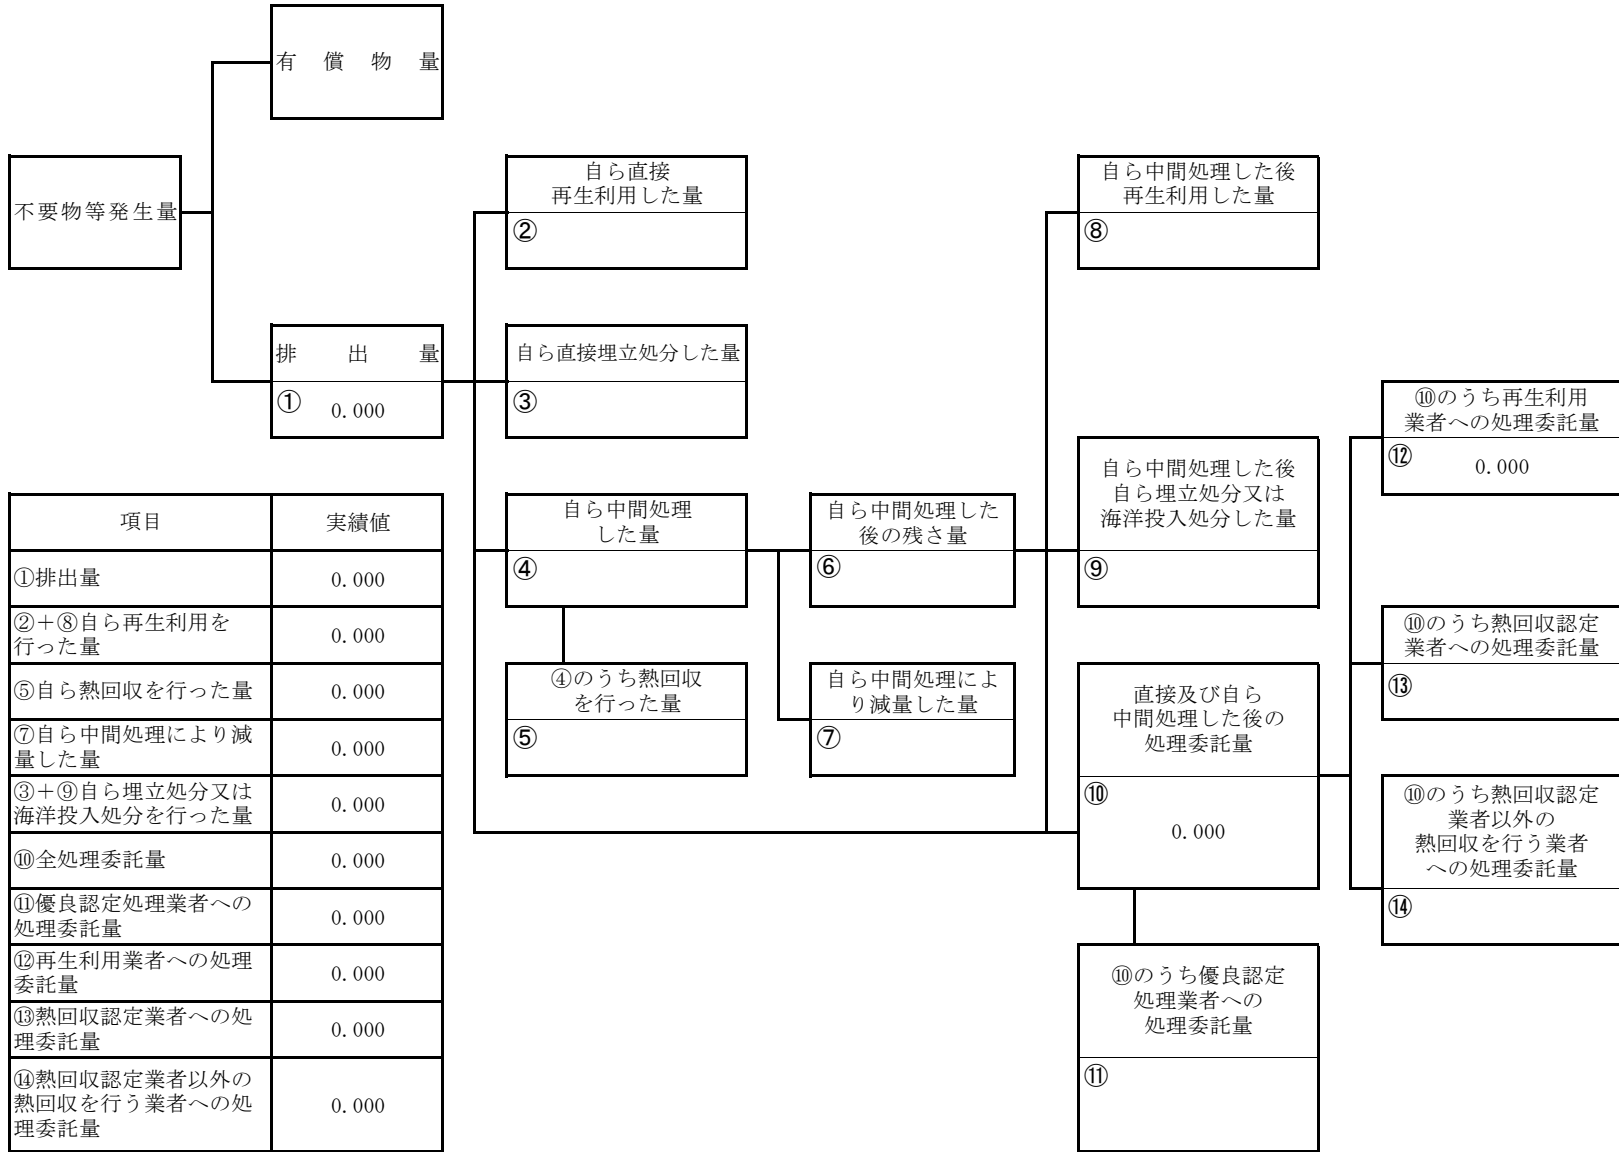 有償物量
不要物等発生量
自ら直接
再生利用した量
②
自ら中間処理した後
再生利用した量
⑧
排出量
① 0.000
自ら直接埋立処分した量
③
⑩のうち再生利用
業者への処理委託量
⑫ 0.000
自ら中間処理した後
自ら埋立処分又は
海洋投入処分した量
⑨
自ら中間処理
した量
④
自ら中間処理した
後の残さ量
⑥
④のうち熱回収
を行った量
⑤
自ら中間処理によ
り減量した量
⑦
直接及び自ら
中間処理した後の
処理委託量
⑩
0.000
⑩のうち熱回収認定
業者への処理委託量
⑬
⑩のうち熱回収認定
業者以外の
熱回収を行う業者
への処理委託量
⑭
⑩のうち優良認定
処理業者への
処理委託量
⑪
項目 実績値
①排出量 0.000
②＋⑧自ら再生利用を
行った量 0.000
⑤自ら熱回収を行った量 0.000
⑦自ら中間処理により減
量した量 0.000
③＋⑨自ら埋立処分又は
海洋投入処分を行った量 0.000
⑩全処理委託量 0.000
⑪優良認定処理業者への
処理委託量 0.000
⑫再生利用業者への処理
委託量 0.000
⑬熱回収認定業者への処
理委託量 0.000
⑭熱回収認定業者以外の
熱回収を行う業者への処
理委託量 0.000